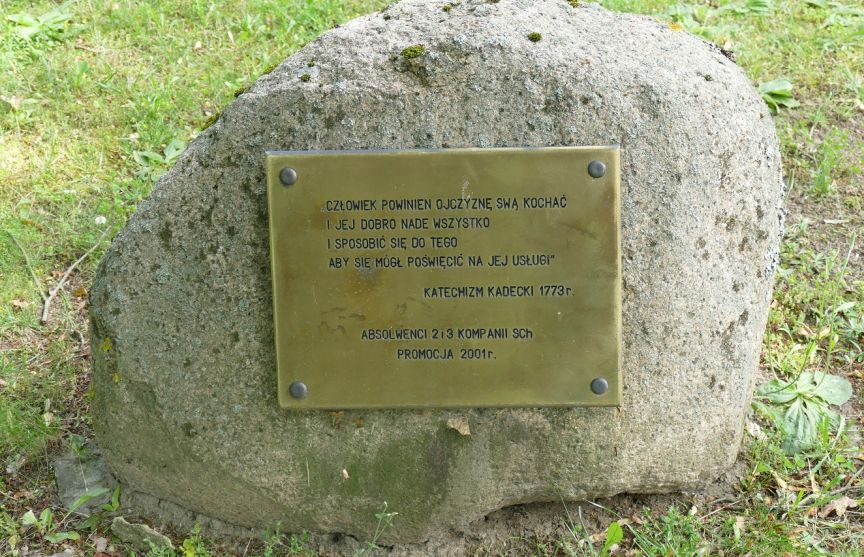 „CZŁOWIEK POWINIEN OJCZYZNĘ SWĄ KOCHAĆ
I JEJ DOBRO NADE WSZYSTKO
I SPOSOBIĆ SIĘ DO TEGO
ABY SIĘ MÓGŁ POŚWIĘCIĆ NA JEJ USŁUGI"
KATECHIZM KADECKI 1773r.
ABSOLWENCI 2 i 3 KOMPANII SCh
PROMOCJA 2001r.